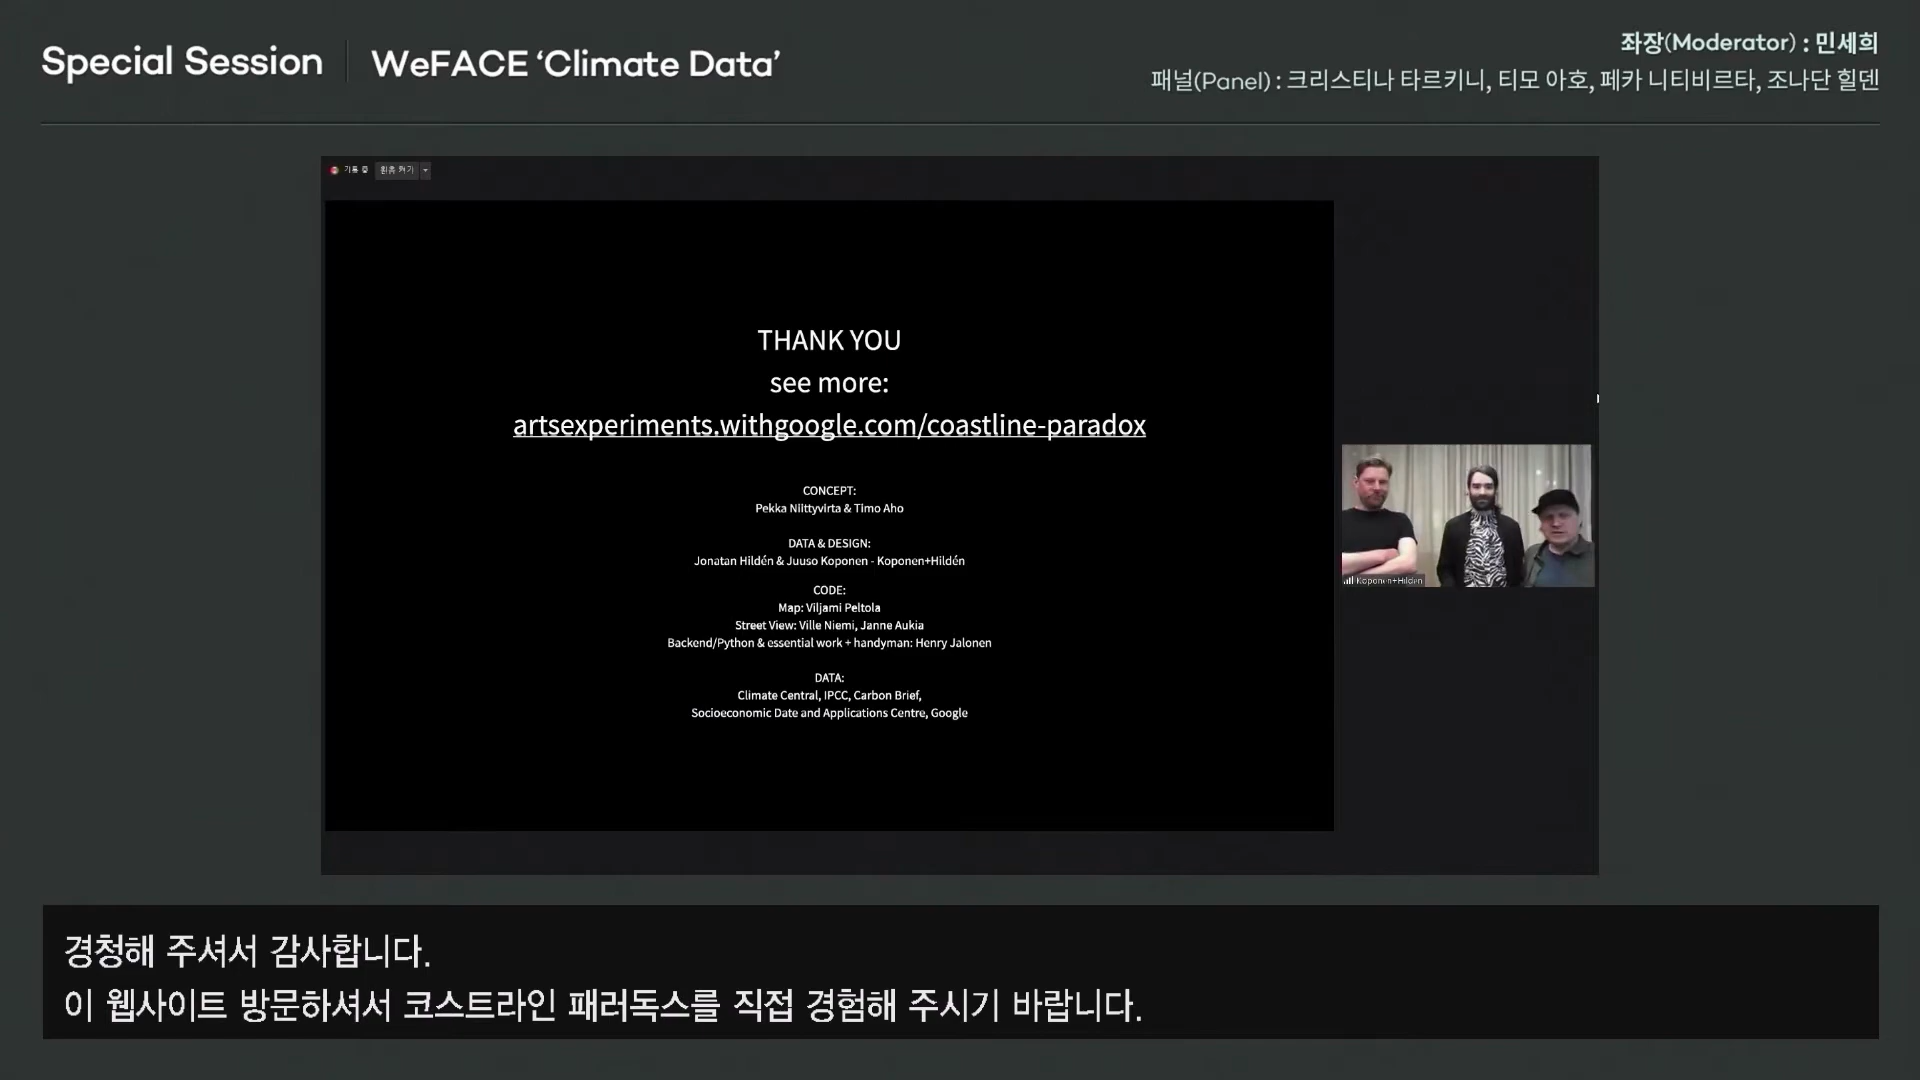 Special Session
WeFACE ‘Climate Data’
좌장(Moderator) : 민세희
패널(Panel) : 크리스티나 타르키니, 티모 아호, 페카 니티비르타, 조나단 힐덴
THANK YOU
see more:
artsexperiments.withgoogle.com/coastline-paradox
CONCEPT:
Pekka Niittyvirta & Timo Aho
DATA & DESIGN:
Jonatan Hildén & Juuso Koponen - Koponen+Hildén
CODE:
Map: Viljami Peltola
Street View: Ville Niemi, Janne Aukia
Backend/Python & essential work + handyman: Henry Jalonen
DATA:
Climate Central, IPCC, Carbon Brief,
Socioeconomic Date and Applications Centre, Google
Koponen+Hildén
경청해 주셔서 감사합니다.
이 웹사이트 방문하셔서 코스트라인 패러독스를 직접 경험해 주시기 바랍니다.